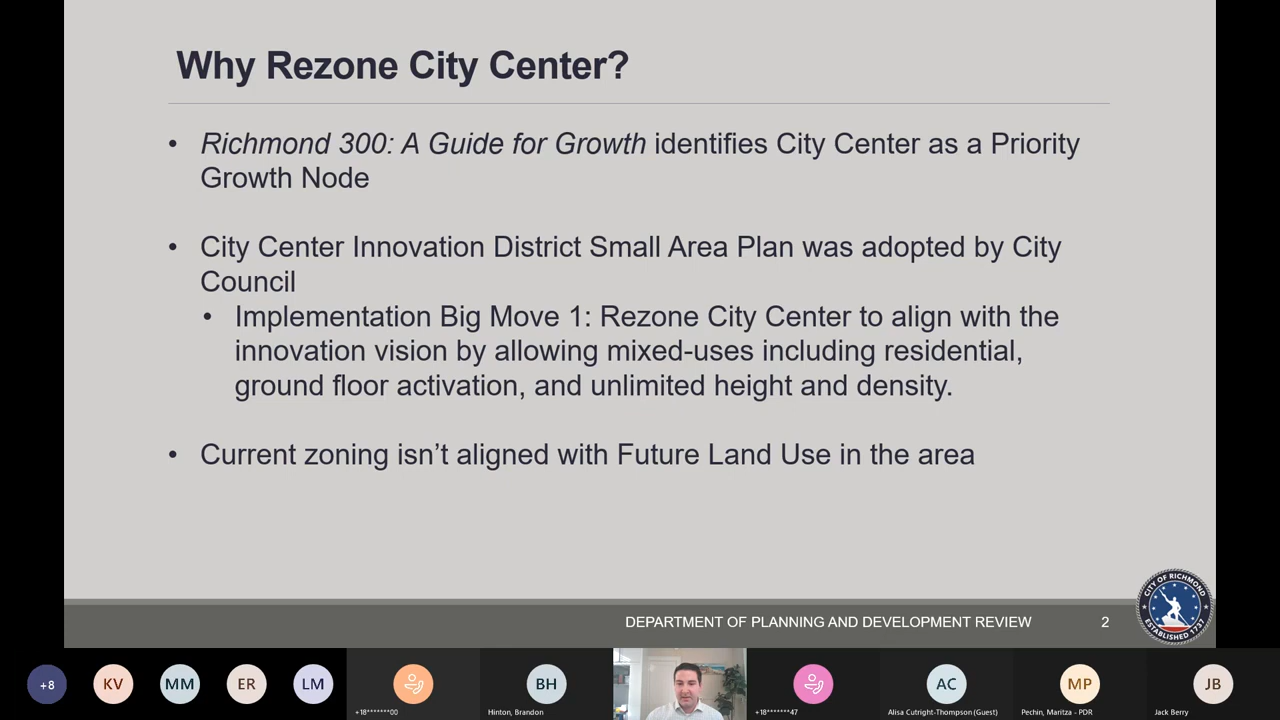 Why Rezone City Center?
• Richmond 300: A Guide for Growth identifies City Center as a Priority
Growth Node
• City Center Innovation District Small Area Plan was adopted by City
Council
• Implementation Big Move 1: Rezone City Center to align with the
innovation vision by allowing mixed-uses including residential,
ground floor activation, and unlimited height and density.
• Current zoning isn’t aligned with Future Land Use in the area
DEPARTMENT OF PLANNING AND DEVELOPMENT REVIEW 2
CITY OF RICHMOND
ESTABLISHED 1737
+8 KV MM ER LM BH AC MP JB
+18*******00 Hinton, Brandon +18*******47 Alisa Cutright-Thompson (Guest) Pechin, Maritza - PDR Jack Berry